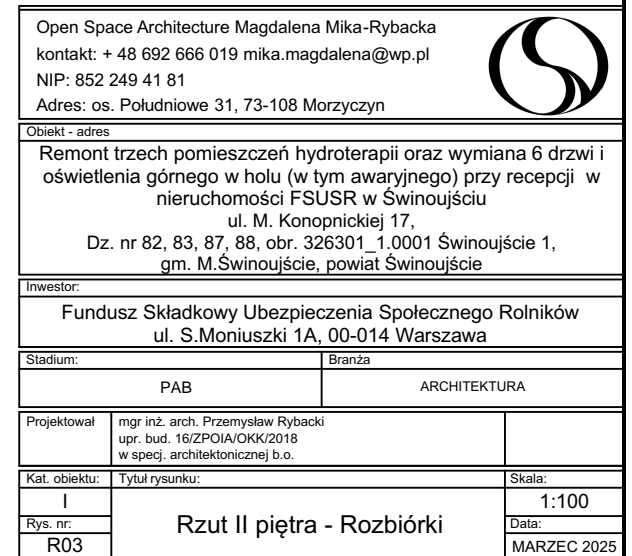 Open Space Architecture Magdalena Mika-Rybacka
kontakt: + 48 692 666 019 mika.magdalena@wp.pl
NIP: 852 249 41 81
Adres: os. Południowe 31, 73-108 Morzyczyn
Obiekt - adres
Remont trzech pomieszczeń hydroterapii oraz wymiana 6 drzwi i
oświetlenia górnego w holu (w tym awaryjnego) przy recepcji w
nieruchomości FSUSR w Świnoujściu
ul. M. Konopnickiej 17,
Dz. nr 82, 83, 87, 88, obr. 326301_1.0001 Świnoujście 1,
gm. M.Świnoujście, powiat Świnoujście
Inwestor:
Fundusz Składkowy Ubezpieczenia Społecznego Rolników
ul. S.Moniuszki 1A, 00-014 Warszawa
Stadium:
Branża
PAB
ARCHITEKTURA
Projektował
mgr inż. arch. Przemysław Rybacki
upr. bud. 16/ZPOIA/OKK/2018
w specj. architektonicznej b.o.
Kat. obiektu:
Tytuł rysunku:
Skala:
I
1:100
Rys. nr:
Rzut II piętra - Rozbiórki
Data:
R03
MARZEC 2025